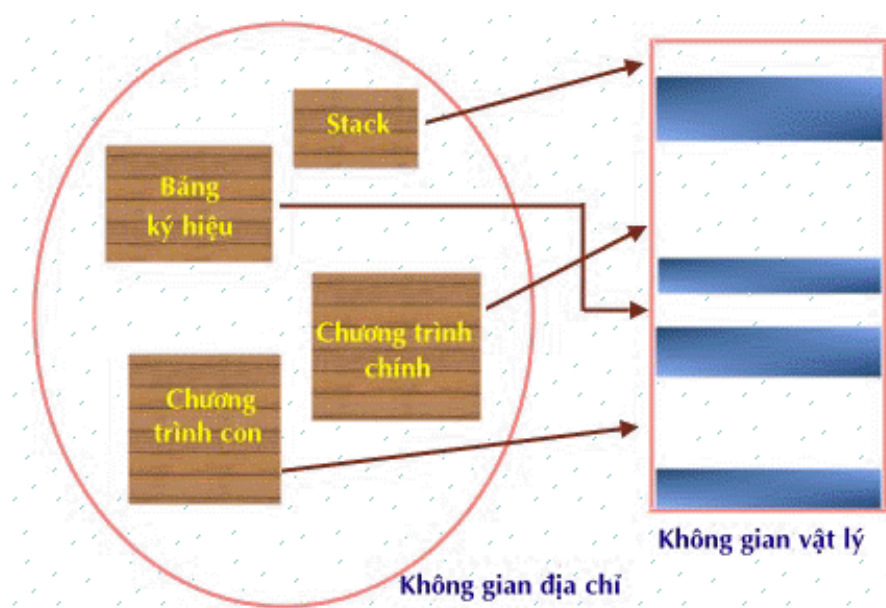 Stack
Bảng
ký hiệu
Chương trình
chính
Chương
trình con
Không gian vật lý
Không gian địa chỉ